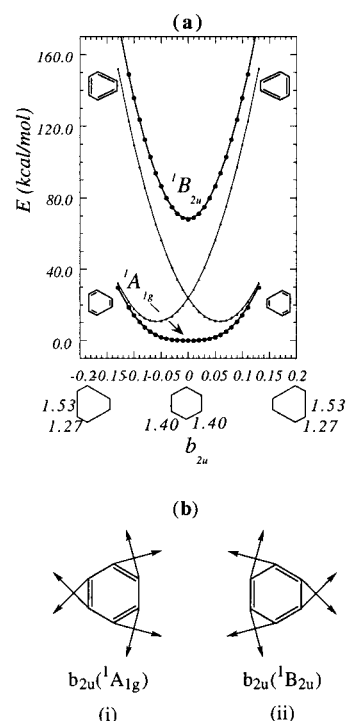 (a)
E (kcal/mol)
160.0
120.0
80.0
40.0
0.0
¹B₂ᵤ
¹A₁g
-0.2 -0.15 -0.1 -0.05 0 0.05 0.1 0.15 0.2
1.53 1.40 1.40 1.53
1.27 1.27
b₂ᵤ
(b)
b₂ᵤ(¹A₁g) b₂ᵤ(¹B₂ᵤ)
(i) (ii)